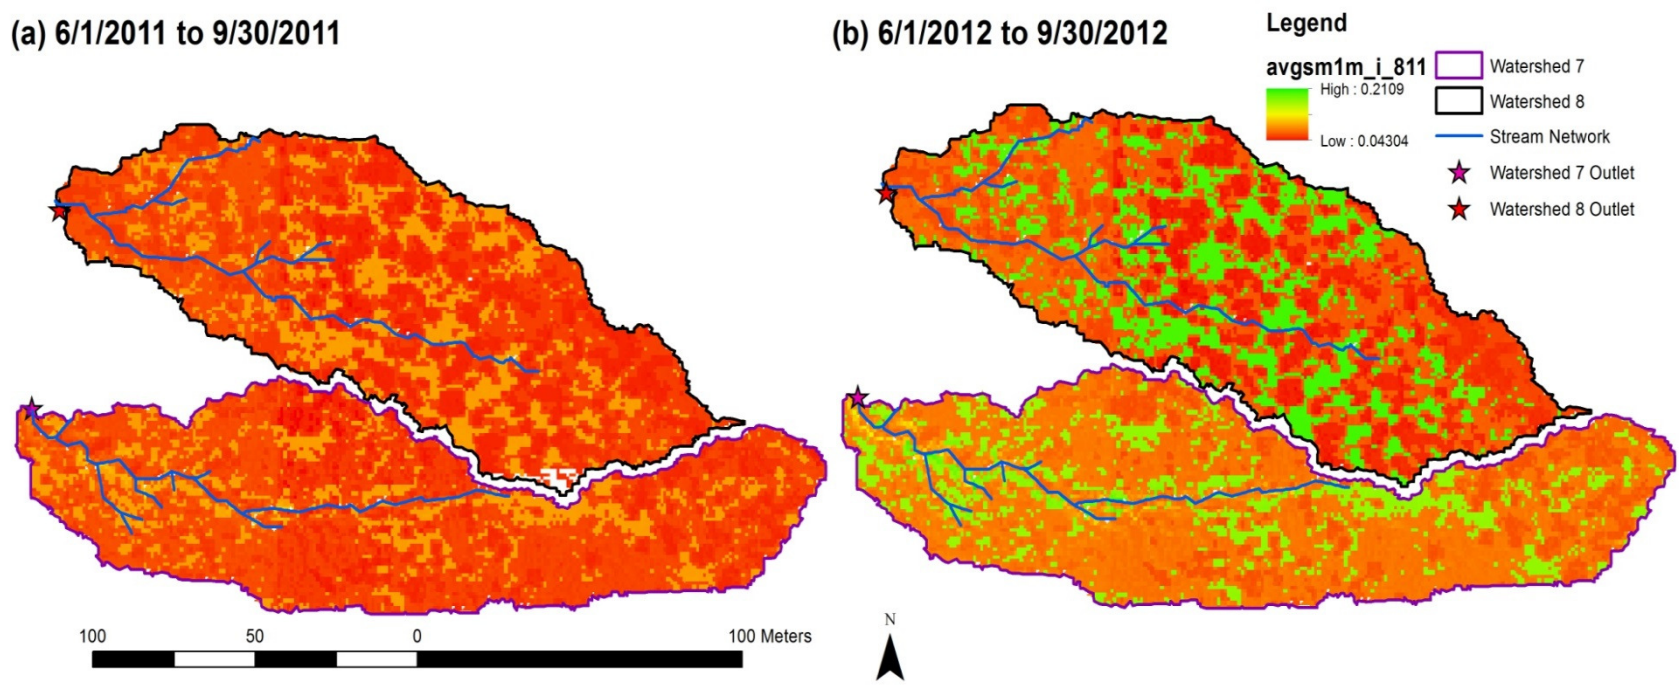 (a) 6/1/2011 to 9/30/2011
(b) 6/1/2012 to 9/30/2012
Legend
avgsm1m_i_811
High : 0.2109
Low : 0.04304
Watershed 7
Watershed 8
Stream Network
Watershed 7 Outlet
Watershed 8 Outlet
100 50 0 100 Meters
N